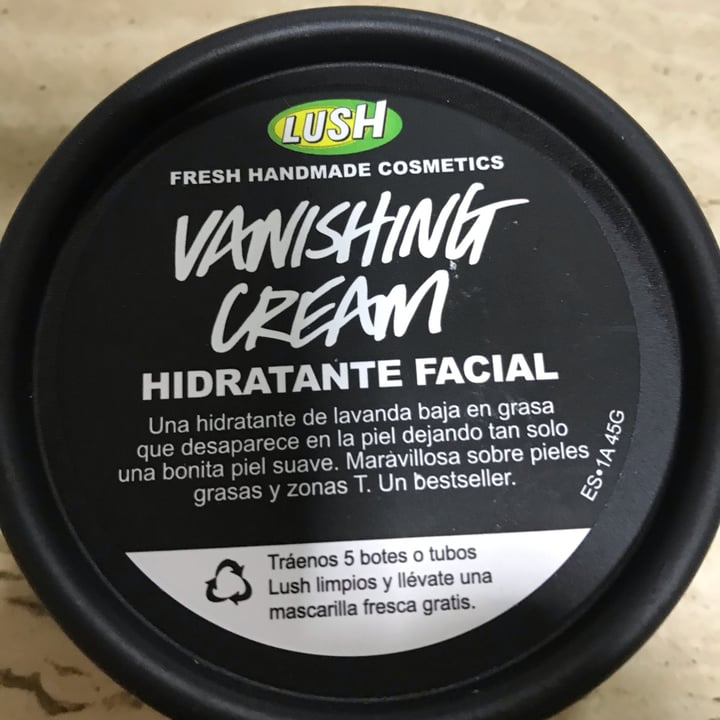 LUSH
FRESH HANDMADE COSMETICS
VANISHING
CREAM
HIDRATANTE FACIAL
Una hidratante de lavanda baja en grasa
que desaparece en la piel dejando tan solo
una bonita piel suave. Maravillosa sobre pieles
grasas y zonas T. Un bestseller.
ES•1A 45G
Tráenos 5 botes o tubos
Lush limpios y llévate una
mascarilla fresca gratis.